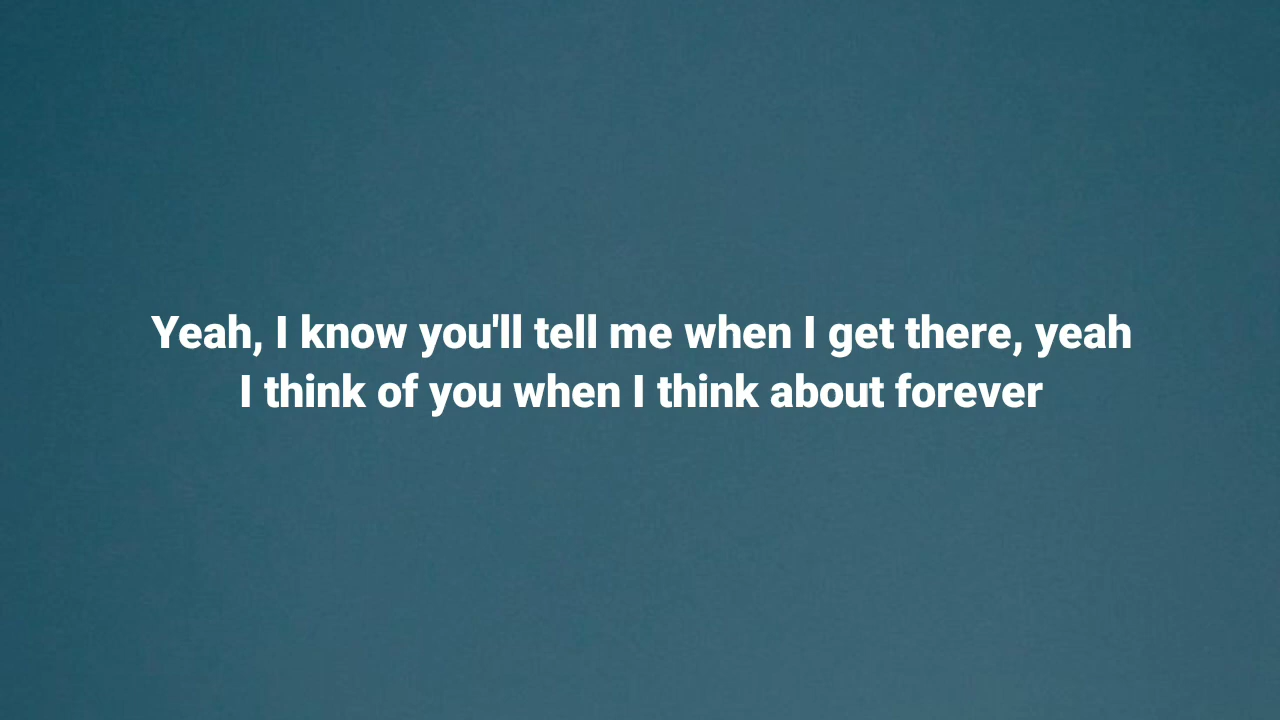 Yeah, I know you'll tell me when I get there, yeah
I think of you when I think about forever